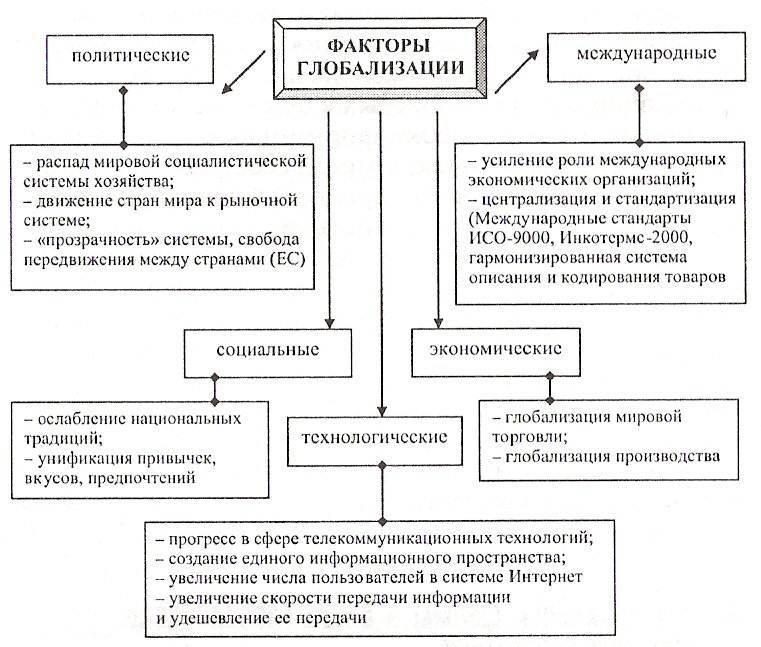 ФАКТОРЫ
ГЛОБАЛИЗАЦИИ
политические
– распад мировой социалистической
системы хозяйства;
– движение стран мира к рыночной
системе;
– «прозрачность» системы, свобода
передвижения между странами (ЕС)
международные
– усиление роли международных
экономических организаций;
– централизация и стандартизация
(Международные стандарты
ИСО-9000, Инкотермс-2000,
гармонизированная система
описания и кодирования товаров
социальные
– ослабление национальных
традиций;
– унификация привычек,
вкусов, предпочтений
экономические
– глобализация мировой
торговли;
– глобализация производства
технологические
– прогресс в сфере телекоммуникационных технологий;
– создание единого информационного пространства;
– увеличение числа пользователей в системе Интернет
– увеличение скорости передачи информации
и удешевление ее передачи